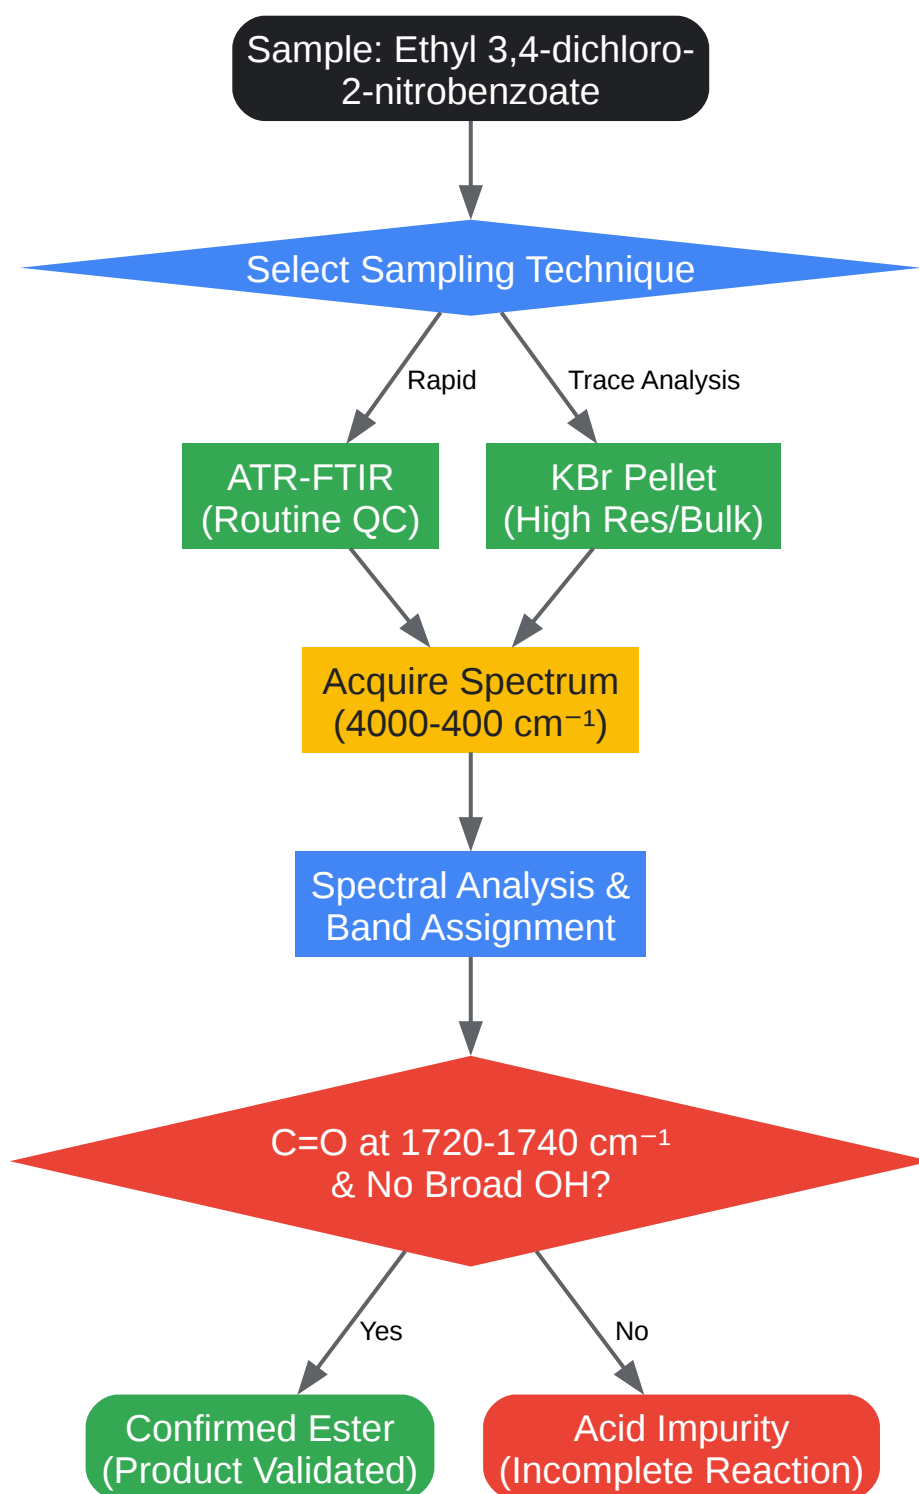 Sample: Ethyl 3,4-dichloro-
2-nitrobenzoate
Select Sampling Technique
Rapid
Trace Analysis
ATR-FTIR
(Routine QC)
KBr Pellet
(High Res/Bulk)
Acquire Spectrum
(4000-400 cm⁻¹)
Spectral Analysis &
Band Assignment
C=O at 1720-1740 cm⁻¹
& No Broad OH?
Yes
No
Confirmed Ester
(Product Validated)
Acid Impurity
(Incomplete Reaction)